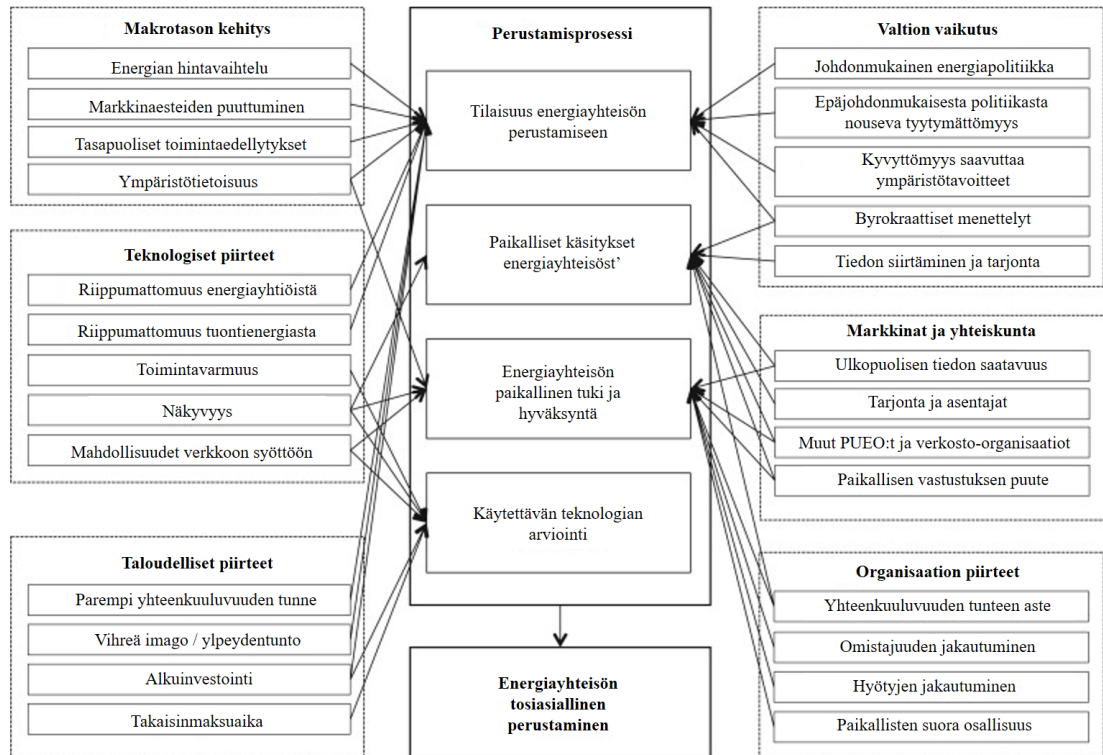 Makrotason kehitys
Energian hintavaihtelu
Markkinaesteiden puuttuminen
Tasapuoliset toimintaedellytykset
Ympäristötietoisuus
Teknologiset piirteet
Riippumattomuus energiayhtiöistä
Riippumattomuus tuontienergiasta
Toimintavarmuus
Näkyvyys
Mahdollisuudet verkkoon syöttöön
Taloudelliset piirteet
Parempi yhteenkuuluvuuden tunne
Vihreä imago / ylpeydentunto
Alkuinvestointi
Takaisinmaksuaika
Perustamisprosessi
Tilaisuus energiayhteisön
perustamiseen
Paikalliset käsitykset
energiayhteisöst’
Energiayhteisön
paikallinen tuki ja
hyväksyntä
Käytettävän teknologian
arviointi
Energiayhteisön
tosiasiallinen
perustaminen
Valtion vaikutus
Johdonmukainen energiapolitiikka
Epäjohdonmukaisesta politiikasta
nouseva tyytymättömyys
Kyvyttömyys saavuttaa
ympäristötavoitteet
Byrokraattiset menettelyt
Tiedon siirtäminen ja tarjonta
Markkinat ja yhteiskunta
Ulkopuolisen tiedon saatavuus
Tarjonta ja asentajat
Muut PUEO:t ja verkosto-organisaatiot
Paikallisen vastustuksen puute
Organisaation piirteet
Yhteenkuuluvuuden tunteen aste
Omistajuuden jakautuminen
Hyötyjen jakautuminen
Paikallisten suora osallisuus